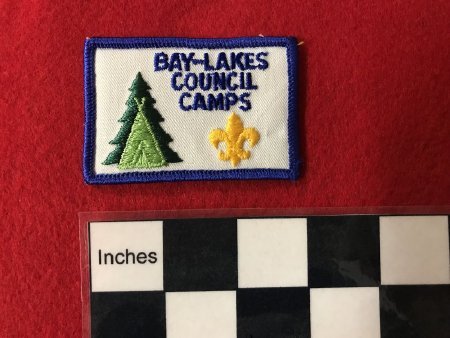 BAY-LAKES
COUNCIL
CAMPS
Inches